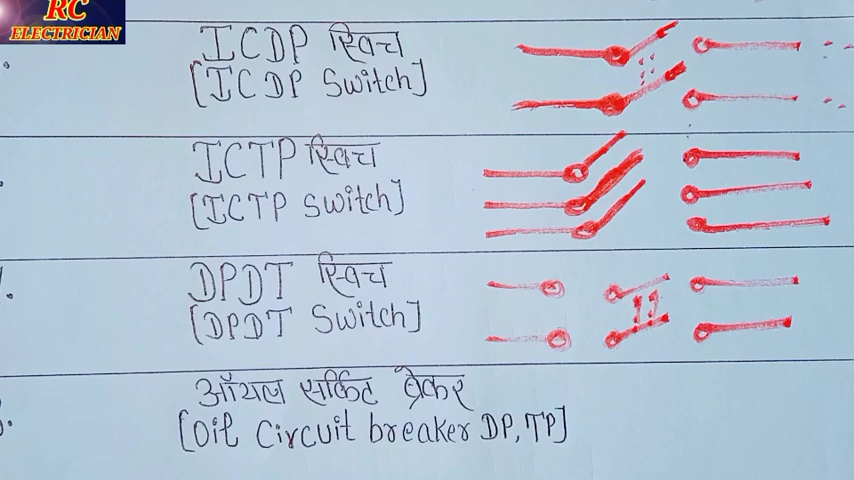 RC
ELECTRICIAN
ICDP स्विच
[ICDP Switch]
ICTP स्विच
[ICTP Switch]
DPDT स्विच
[DPDT Switch]
ऑयल सर्किट ब्रेकर
[Oil Circuit breaker DP, TP]